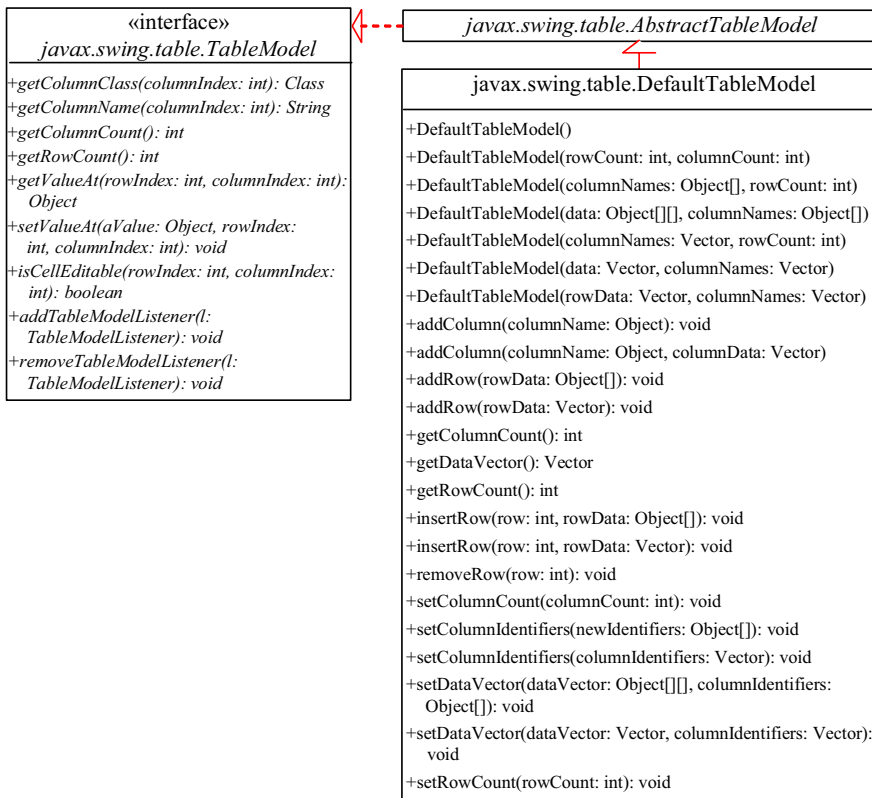 «interface»
javax.swing.table.TableModel
+getColumnClass(columnIndex: int): Class
+getColumnName(columnIndex: int): String
+getColumnCount(): int
+getRowCount(): int
+getValueAt(rowIndex: int, columnIndex: int):
Object
+setValueAt(aValue: Object, rowIndex:
int, columnIndex: int): void
+isCellEditable(rowIndex: int, columnIndex:
int): boolean
+addTableModelListener(l:
TableModelListener): void
+removeTableModelListener(l:
TableModelListener): void
javax.swing.table.AbstractTableModel
javax.swing.table.DefaultTableModel
+DefaultTableModel()
+DefaultTableModel(rowCount: int, columnCount: int)
+DefaultTableModel(columnNames: Object[], rowCount: int)
+DefaultTableModel(data: Object[][], columnNames: Object[])
+DefaultTableModel(columnNames: Vector, rowCount: int)
+DefaultTableModel(data: Vector, columnNames: Vector)
+DefaultTableModel(rowData: Vector, columnNames: Vector)
+addColumn(columnName: Object): void
+addColumn(columnName: Object, columnData: Vector)
+addRow(rowData: Object[]): void
+addRow(rowData: Vector): void
+getColumnCount(): int
+getDataVector(): Vector
+getRowCount(): int
+insertRow(row: int, rowData: Object[]): void
+insertRow(row: int, rowData: Vector): void
+removeRow(row: int): void
+setColumnCount(columnCount: int): void
+setColumnIdentifiers(newIdentifiers: Object[]): void
+setColumnIdentifiers(columnIdentifiers: Vector): void
+setDataVector(dataVector: Object[][], columnIdentifiers:
Object[]): void
+setDataVector(dataVector: Vector, columnIdentifiers: Vector):
void
+setRowCount(rowCount: int): void